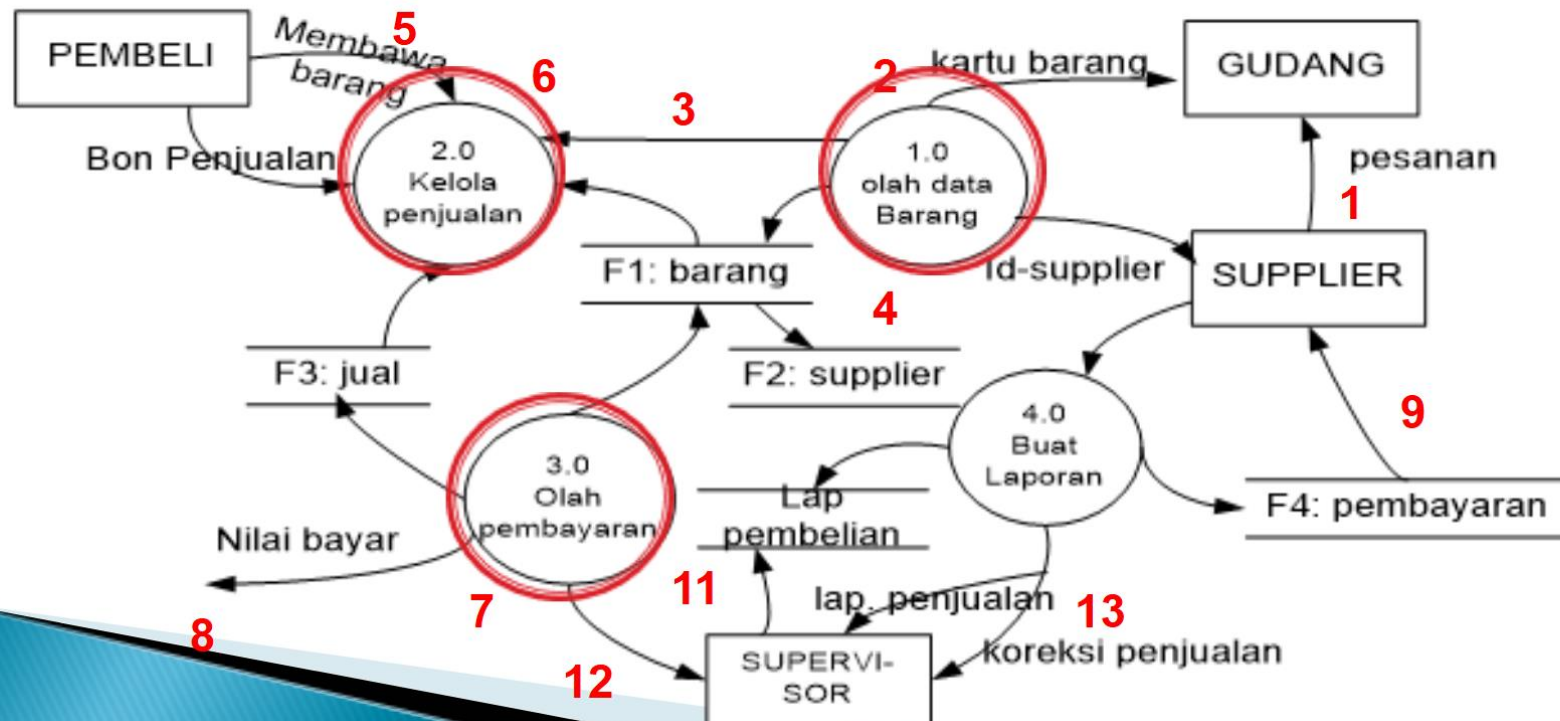 PEMBELI
Membawa
barang
5
6
2
kartu barang
GUDANG
3
Bon Penjualan
2.0
Kelola
penjualan
1.0
olah data
Barang
pesanan
1
F1: barang
Id-supplier
SUPPLIER
4
F3: jual
F2: supplier
4.0
Buat
Laporan
9
3.0
Olah
pembayaran
Lap
pembelian
F4: pembayaran
Nilai bayar
11
7
8
lap. penjualan
13
koreksi penjualan
12
SUPERVI-
SOR